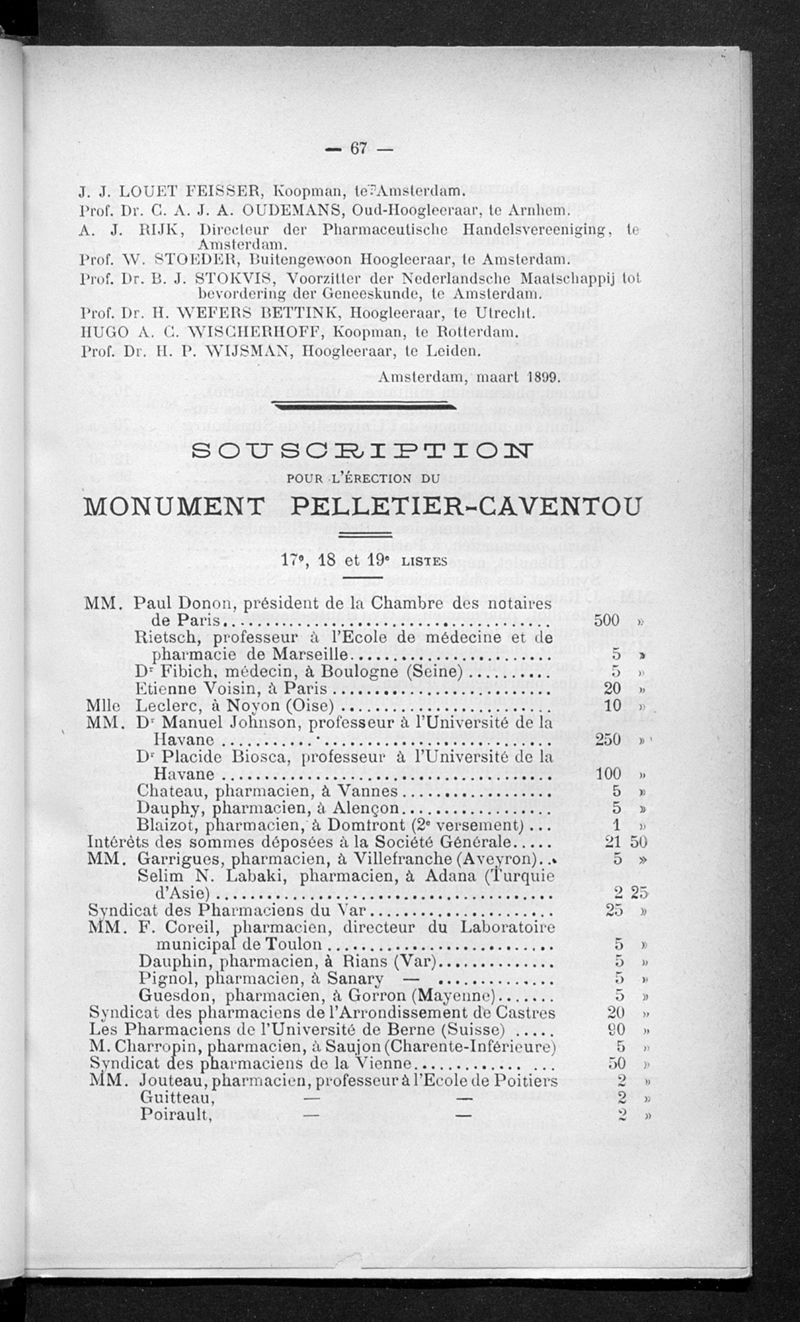 — 67 —
J. J. LOUET FEISSER, Koopman, te Amsterdam.
Prof. Dr. C. A. J. A. OUDEMANS, Oud-Hoogleeraar, te Arnhem.
A. J. RIJK, Directeur der Pharmaceutische Handelsvereeniging, te
Amsterdam.
Prof. W. STOEDER, Buitengewoon Hoogleeraar, te Amsterdam.
Prof. Dr. B. J. STOKVIS, Voorzitter der Nederlandsche Maatschappij tot
bevordering der Geneeskunde, te Amsterdam.
Prof. Dr. H. WEFERS BETTINK, Hoogleeraar, te Utrecht.
HUGO A. C. WISCHERHOFF, Koopman, te Rotterdam.
Prof. Dr. H. P. WIJSMAN, Hoogleeraar, te Leiden.
Amsterdam, maart 1899.
SOUSCRIPTION
POUR L'ÉRECTION DU
MONUMENT PELLETIER-CAVENTOU
17e, 18 et 19e LISTES
MM. Paul Donon, président de la Chambre des notaires
de Paris........................................ 500 »
Rietsch, professeur à l'Ecole de médecine et de
pharmacie de Marseille........................ 5 »
Dr Fibich, médecin, à Boulogne (Seine).......... 5 »
Etienne Voisin, à Paris.......................... 20 »
Mlle Leclerc, à Noyon (Oise)......................... 10 »
MM. Dr Manuel Johnson, professeur à l'Université de la
Havane........................................ 250 »
Dr Placide Biosca, professeur à l'Université de la
Havane........................................ 100 »
Chateau, pharmacien, à Vannes.................. 5 »
Dauphy, pharmacien, à Alençon.................. 5 »
Blaizot, pharmacien, à Domfront (2e versement)... 1 »
Intérêts des sommes déposées à la Société Générale..... 21 50
MM. Garrigues, pharmacien, à Villefranche (Aveyron)... 5 »
Selim N. Labaki, pharmacien, à Adana (Turquie
d'Asie)........................................ 2 25
Syndicat des Pharmaciens du Var...................... 25 »
MM. F. Coreil, pharmacien, directeur du Laboratoire
municipal de Toulon........................... 5 »
Dauphin, pharmacien, à Rians (Var).............. 5 »
Pignol, pharmacien, à Sanary — .............. 5 »
Guesdon, pharmacien, à Gorron (Mayenne)....... 5 »
Syndicat des pharmaciens de l'Arrondissement de Castres 20 »
Les Pharmaciens de l'Université de Berne (Suisse)..... 90 »
M. Charropin, pharmacien, à Saujon (Charente-Inférieure) 5 »
Syndicat des pharmaciens de la Vienne................ 50 »
MM. Jouteau, pharmacien, professeur à l'Ecole de Poitiers 2 »
Guitteau, — — 2 »
Poirault, — — 2 »